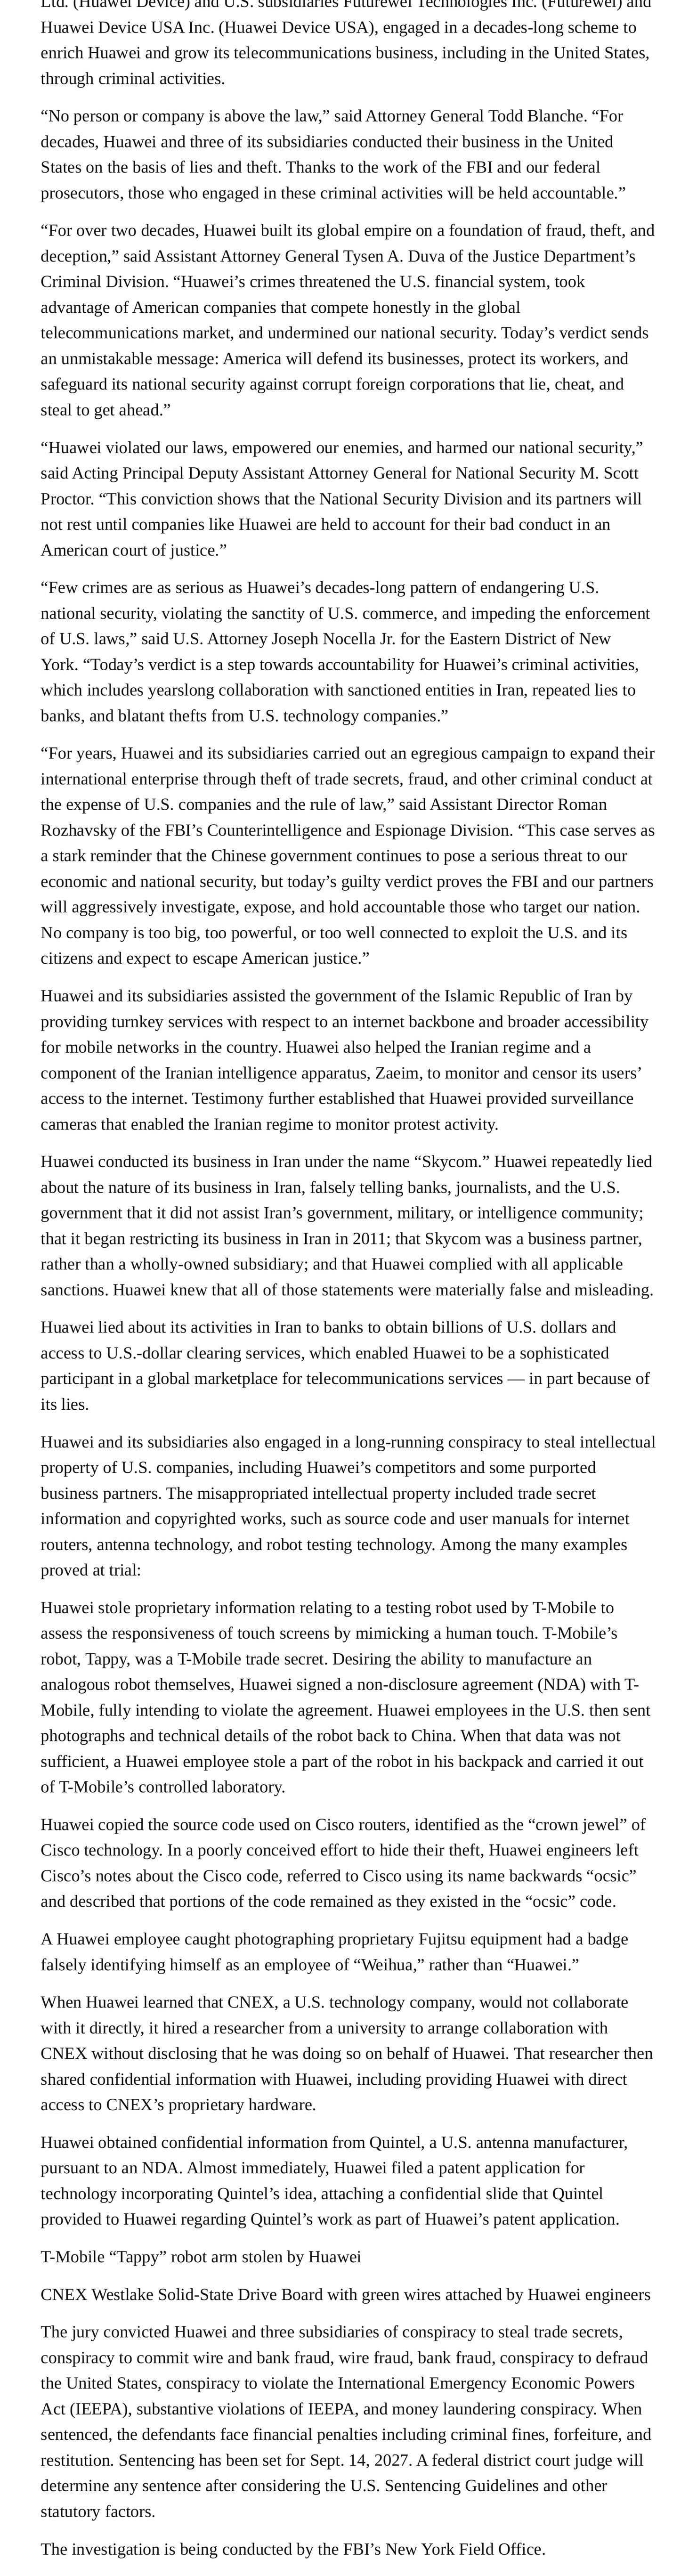 Ltd. (Huawei Device) and U.S. subsidiaries Futurewei Technologies Inc. (Futurewei) and
Huawei Device USA Inc. (Huawei Device USA), engaged in a decades-long scheme to
enrich Huawei and grow its telecommunications business, including in the United States,
through criminal activities.
“No person or company is above the law,” said Attorney General Todd Blanche. “For
decades, Huawei and three of its subsidiaries conducted their business in the United
States on the basis of lies and theft. Thanks to the work of the FBI and our federal
prosecutors, those who engaged in these criminal activities will be held accountable.”
“For over two decades, Huawei built its global empire on a foundation of fraud, theft, and
deception,” said Assistant Attorney General Tysen A. Duva of the Justice Department’s
Criminal Division. “Huawei’s crimes threatened the U.S. financial system, took
advantage of American companies that compete honestly in the global
telecommunications market, and undermined our national security. Today’s verdict sends
an unmistakable message: America will defend its businesses, protect its workers, and
safeguard its national security against corrupt foreign corporations that lie, cheat, and
steal to get ahead.”
“Huawei violated our laws, empowered our enemies, and harmed our national security,”
said Acting Principal Deputy Assistant Attorney General for National Security M. Scott
Proctor. “This conviction shows that the National Security Division and its partners will
not rest until companies like Huawei are held to account for their bad conduct in an
American court of justice.”
“Few crimes are as serious as Huawei’s decades-long pattern of endangering U.S.
national security, violating the sanctity of U.S. commerce, and impeding the enforcement
of U.S. laws,” said U.S. Attorney Joseph Nocella Jr. for the Eastern District of New
York. “Today’s verdict is a step towards accountability for Huawei’s criminal activities,
which includes yearslong collaboration with sanctioned entities in Iran, repeated lies to
banks, and blatant thefts from U.S. technology companies.”
“For years, Huawei and its subsidiaries carried out an egregious campaign to expand their
international enterprise through theft of trade secrets, fraud, and other criminal conduct at
the expense of U.S. companies and the rule of law,” said Assistant Director Roman
Rozhavsky of the FBI’s Counterintelligence and Espionage Division. “This case serves as
a stark reminder that the Chinese government continues to pose a serious threat to our
economic and national security, but today’s guilty verdict proves the FBI and our partners
will aggressively investigate, expose, and hold accountable those who target our nation.
No company is too big, too powerful, or too well connected to exploit the U.S. and its
citizens and expect to escape American justice.”
Huawei and its subsidiaries assisted the government of the Islamic Republic of Iran by
providing turnkey services with respect to an internet backbone and broader accessibility
for mobile networks in the country. Huawei also helped the Iranian regime and a
component of the Iranian intelligence apparatus, Zaeim, to monitor and censor its users’
access to the internet. Testimony further established that Huawei provided surveillance
cameras that enabled the Iranian regime to monitor protest activity.
Huawei conducted its business in Iran under the name “Skycom.” Huawei repeatedly lied
about the nature of its business in Iran, falsely telling banks, journalists, and the U.S.
government that it did not assist Iran’s government, military, or intelligence community;
that it began restricting its business in Iran in 2011; that Skycom was a business partner,
rather than a wholly-owned subsidiary; and that Huawei complied with all applicable
sanctions. Huawei knew that all of those statements were materially false and misleading.
Huawei lied about its activities in Iran to banks to obtain billions of U.S. dollars and
access to U.S.-dollar clearing services, which enabled Huawei to be a sophisticated
participant in a global marketplace for telecommunications services — in part because of
its lies.
Huawei and its subsidiaries also engaged in a long-running conspiracy to steal intellectual
property of U.S. companies, including Huawei’s competitors and some purported
business partners. The misappropriated intellectual property included trade secret
information and copyrighted works, such as source code and user manuals for internet
routers, antenna technology, and robot testing technology. Among the many examples
proved at trial:
Huawei stole proprietary information relating to a testing robot used by T-Mobile to
assess the responsiveness of touch screens by mimicking a human touch. T-Mobile’s
robot, Tappy, was a T-Mobile trade secret. Desiring the ability to manufacture an
analogous robot themselves, Huawei signed a non-disclosure agreement (NDA) with T-
Mobile, fully intending to violate the agreement. Huawei employees in the U.S. then sent
photographs and technical details of the robot back to China. When that data was not
sufficient, a Huawei employee stole a part of the robot in his backpack and carried it out
of T-Mobile’s controlled laboratory.
Huawei copied the source code used on Cisco routers, identified as the “crown jewel” of
Cisco technology. In a poorly conceived effort to hide their theft, Huawei engineers left
Cisco’s notes about the Cisco code, referred to Cisco using its name backwards “ocsic”
and described that portions of the code remained as they existed in the “ocsic” code.
A Huawei employee caught photographing proprietary Fujitsu equipment had a badge
falsely identifying himself as an employee of “Weihua,” rather than “Huawei.”
When Huawei learned that CNEX, a U.S. technology company, would not collaborate
with it directly, it hired a researcher from a university to arrange collaboration with
CNEX without disclosing that he was doing so on behalf of Huawei. That researcher then
shared confidential information with Huawei, including providing Huawei with direct
access to CNEX’s proprietary hardware.
Huawei obtained confidential information from Quintel, a U.S. antenna manufacturer,
pursuant to an NDA. Almost immediately, Huawei filed a patent application for
technology incorporating Quintel’s idea, attaching a confidential slide that Quintel
provided to Huawei regarding Quintel’s work as part of Huawei’s patent application.
T-Mobile “Tappy” robot arm stolen by Huawei
CNEX Westlake Solid-State Drive Board with green wires attached by Huawei engineers
The jury convicted Huawei and three subsidiaries of conspiracy to steal trade secrets,
conspiracy to commit wire and bank fraud, wire fraud, bank fraud, conspiracy to defraud
the United States, conspiracy to violate the International Emergency Economic Powers
Act (IEEPA), substantive violations of IEEPA, and money laundering conspiracy. When
sentenced, the defendants face financial penalties including criminal fines, forfeiture, and
restitution. Sentencing has been set for Sept. 14, 2027. A federal district court judge will
determine any sentence after considering the U.S. Sentencing Guidelines and other
statutory factors.
The investigation is being conducted by the FBI’s New York Field Office.